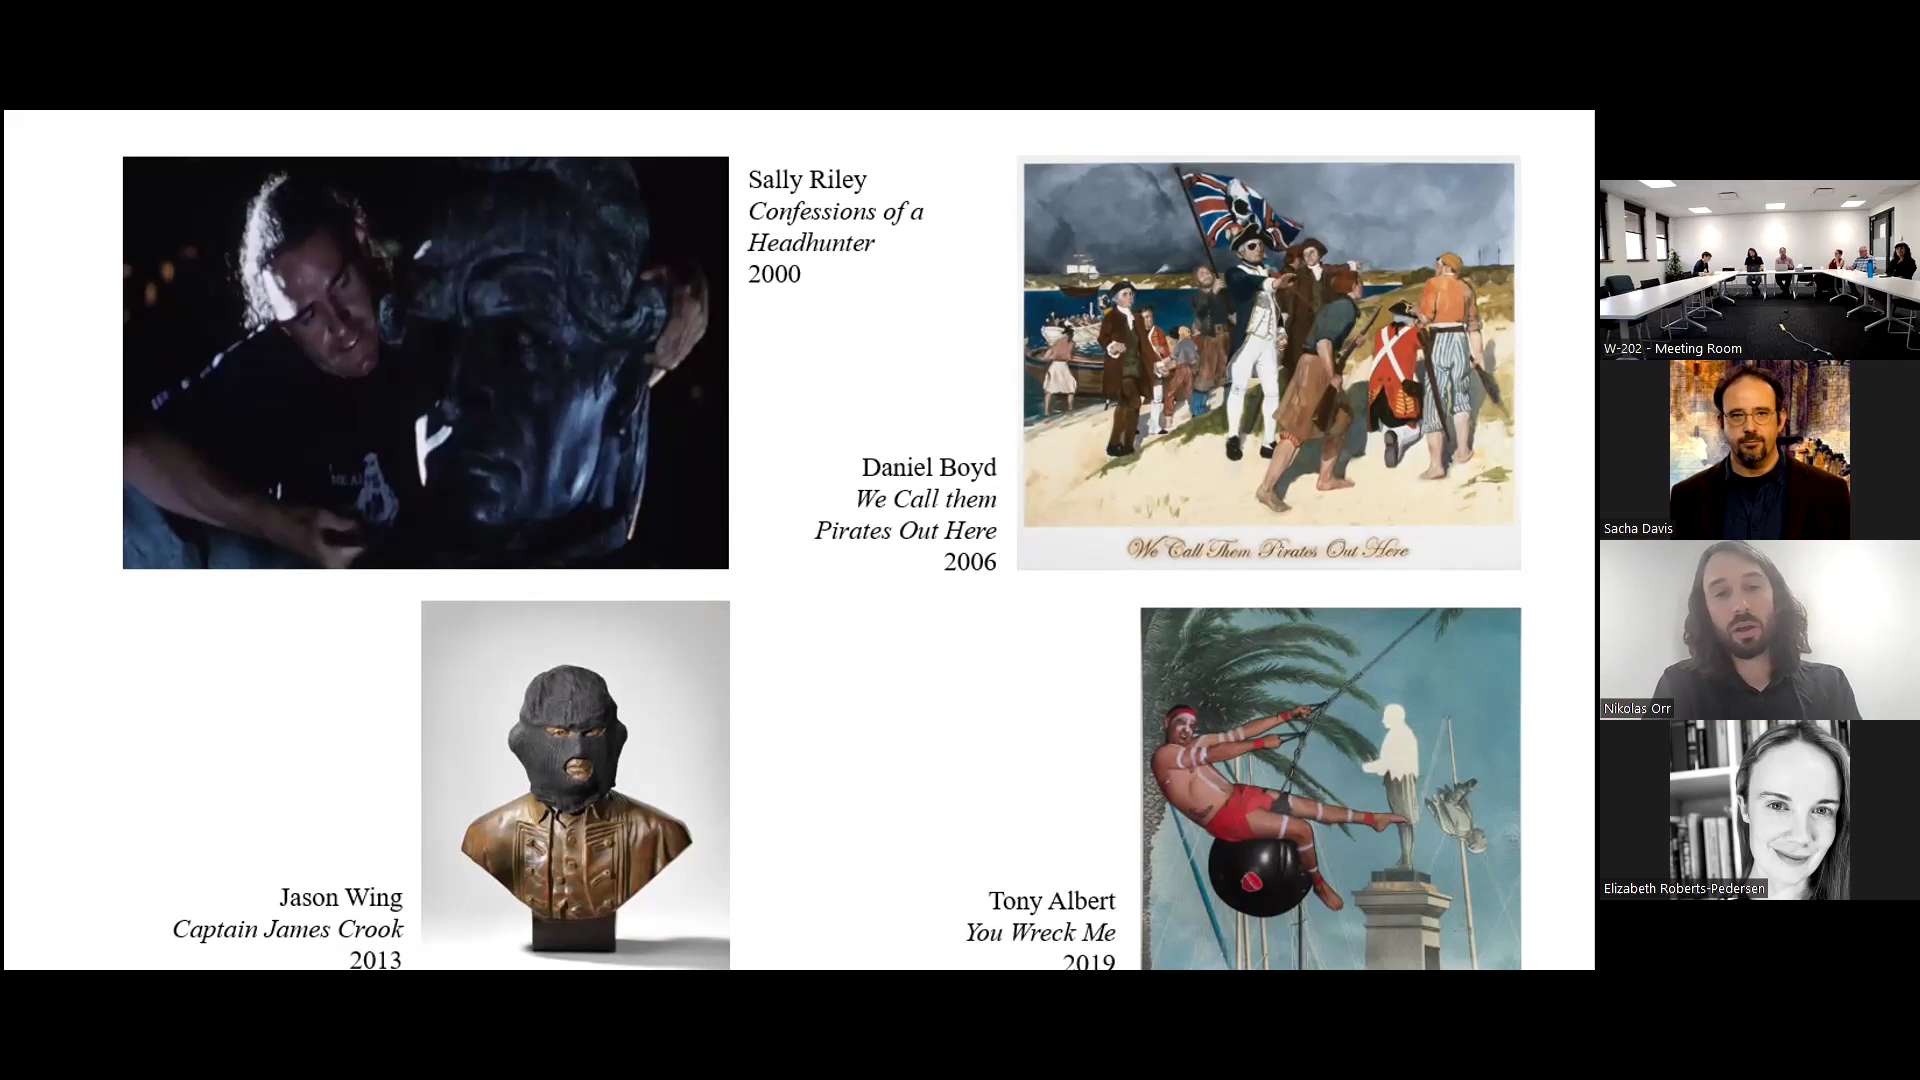 Sally Riley
Confessions of a
Headhunter
2000
Daniel Boyd
We Call them
Pirates Out Here
2006
We Call Them Pirates Out Here
Jason Wing
Captain James Crook
2013
Tony Albert
You Wreck Me
2019
W-202 - Meeting Room
Sacha Davis
Nikolas Orr
Elizabeth Roberts-Pedersen